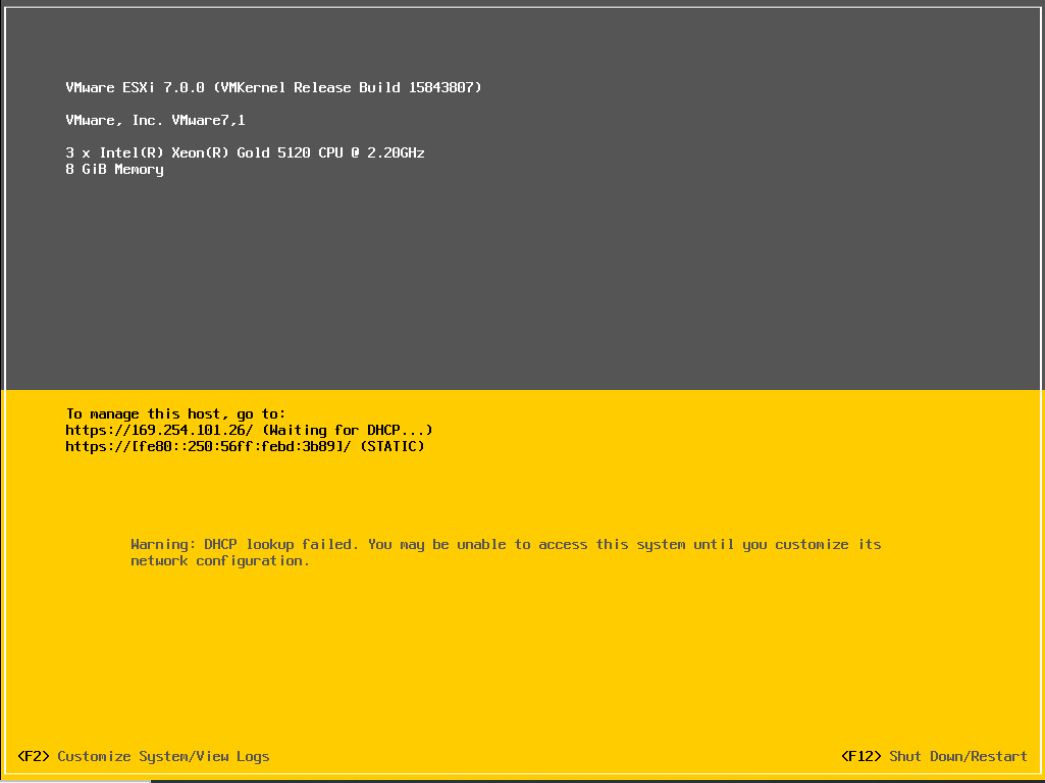 VMware ESXi 7.0.0 (VMKernel Release Build 15843807)
VMware, Inc. VMware7,1
3 x Intel(R) Xeon(R) Gold 5120 CPU @ 2.20GHz
8 GiB Memory
To manage this host, go to:
https://169.254.101.26/ (Waiting for DHCP...)
https://[fe80::250:56ff:febd:3b89]/ (STATIC)
Warning: DHCP lookup failed. You may be unable to access this system until you customize its
network configuration.
<F2> Customize System/View Logs
<F12> Shut Down/Restart